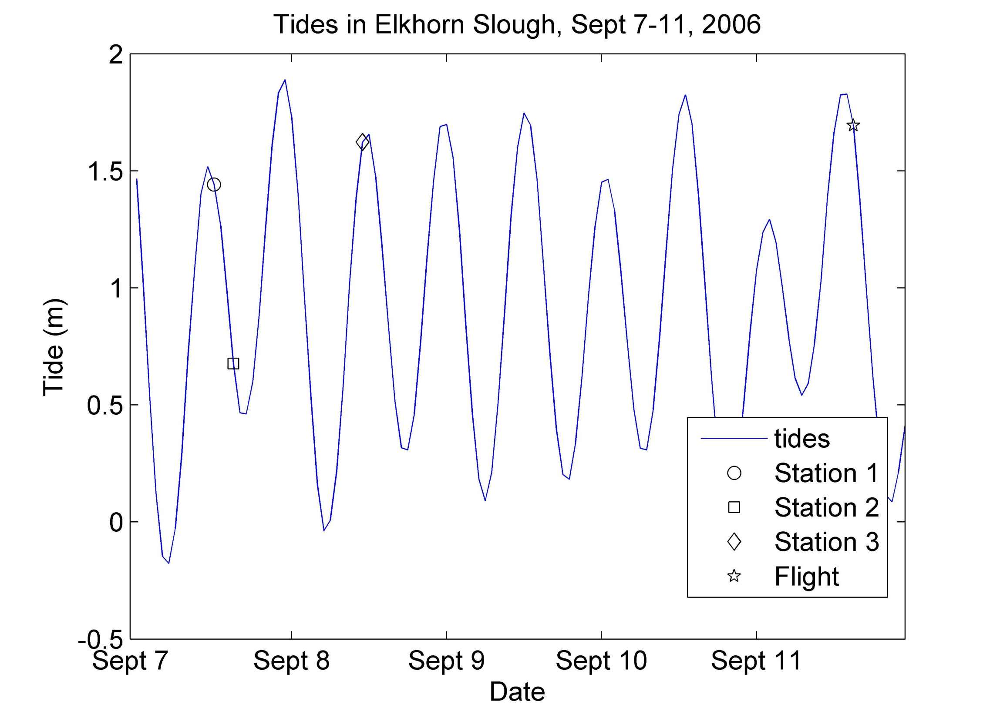 Tides in Elkhorn Slough, Sept 7-11, 2006
2
1.5
1
0.5
0
-0.5
Tide (m)
tides
Station 1
Station 2
Station 3
Flight
Sept 7
Sept 8
Sept 9
Sept 10
Sept 11
Date